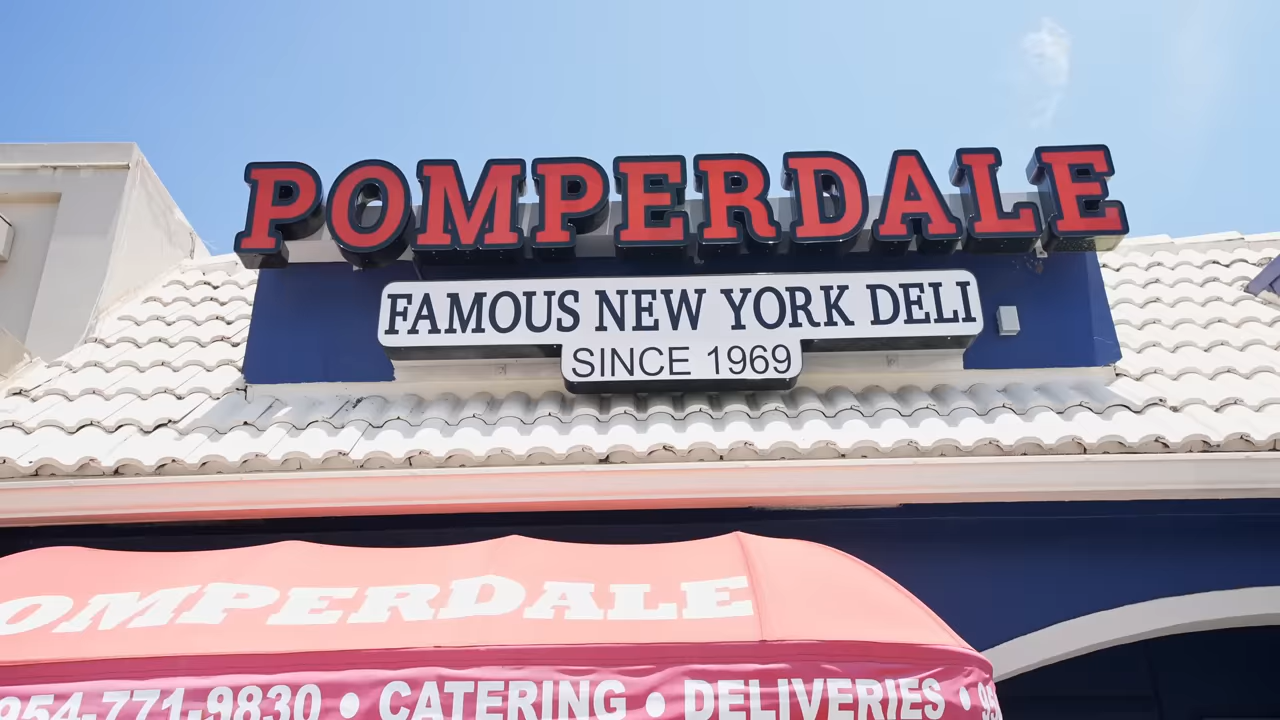 POMPERDALE
FAMOUS NEW YORK DELI
SINCE 1969
OMPERDALE
954-771-9830 • CATERING • DELIVERIES •